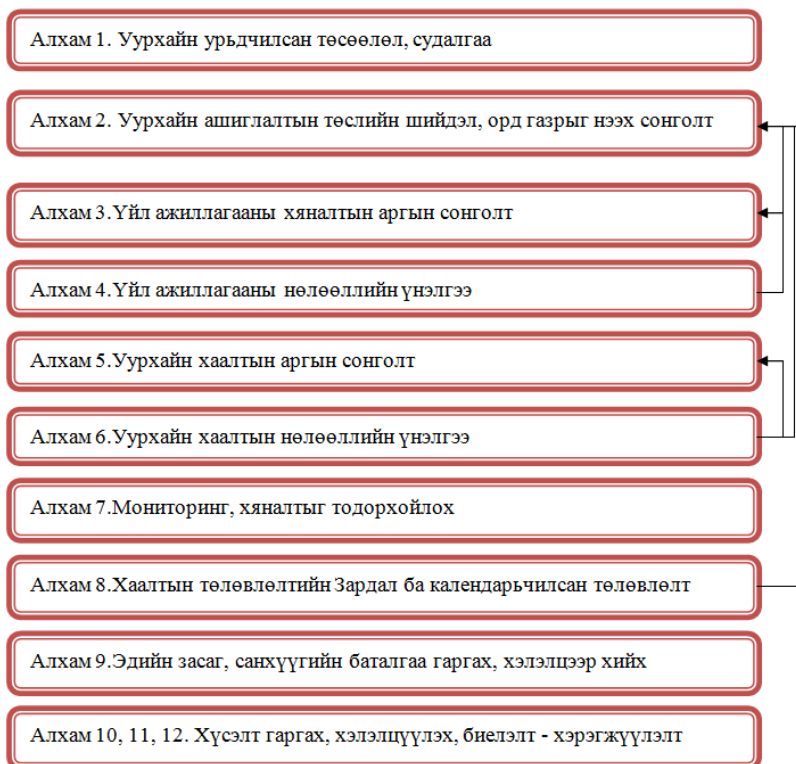 Алхам 1. Уурхайн урьдчилсан төсөөлөл, судалгаа
Алхам 2. Уурхайн ашиглалтын төслийн шийдэл, орд газрыг нээх сонголт
Алхам 3.Үйл ажиллагааны хяналтын аргын сонголт
Алхам 4.Үйл ажиллагааны нөлөөллийн үнэлгээ
Алхам 5.Уурхайн хаалтын аргын сонголт
Алхам 6.Уурхайн хаалтын нөлөөллийн үнэлгээ
Алхам 7.Мониторинг, хяналтыг тодорхойлох
Алхам 8.Хаалтын төлөвлөлтийн Зардал ба календарьчилсан төлөвлөлт
Алхам 9.Эдийн засаг, санхүүгийн баталгаа гаргах, хэлэлцээр хийх
Алхам 10, 11, 12. Хүсэлт гаргах, хэлэлцүүлэх, биелэлт - хэрэгжүүлэлт